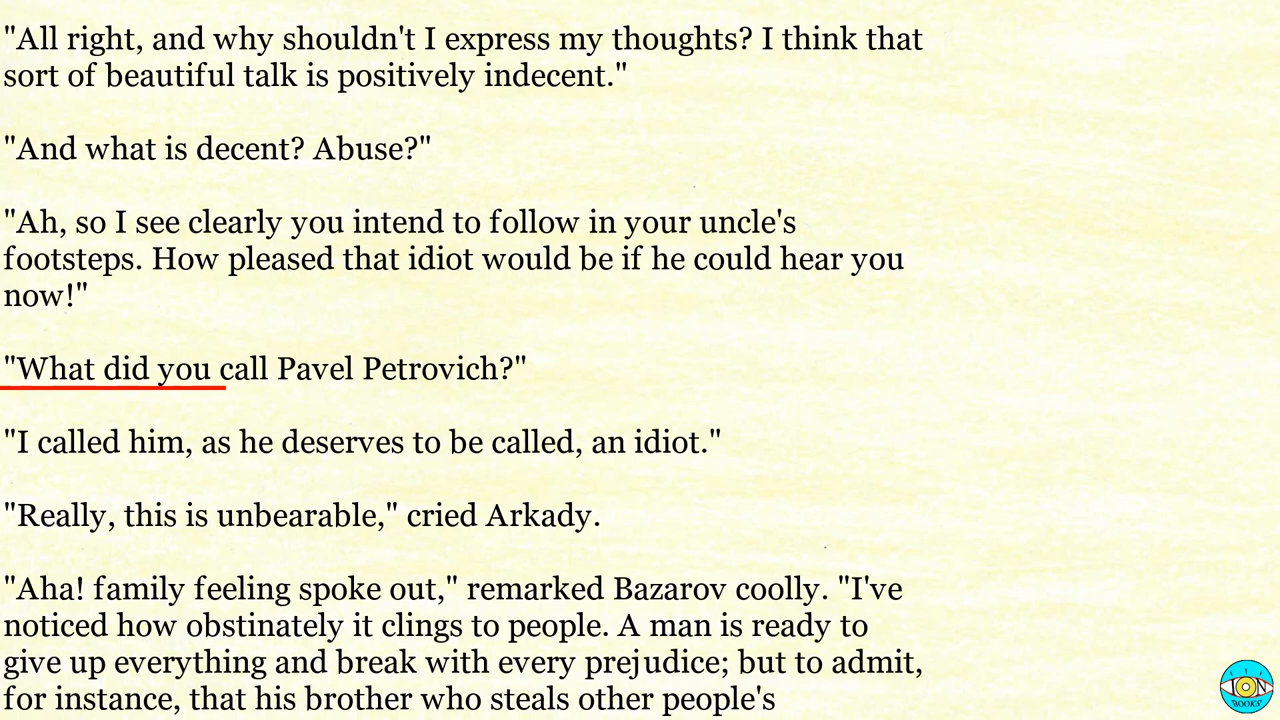 "All right, and why shouldn't I express my thoughts? I think that
sort of beautiful talk is positively indecent."
"And what is decent? Abuse?"
"Ah, so I see clearly you intend to follow in your uncle's
footsteps. How pleased that idiot would be if he could hear you
now!"
"What did you call Pavel Petrovich?"
"I called him, as he deserves to be called, an idiot."
"Really, this is unbearable," cried Arkady.
"Aha! family feeling spoke out," remarked Bazarov coolly. "I've
noticed how obstinately it clings to people. A man is ready to
give up everything and break with every prejudice; but to admit,
for instance, that his brother who steals other people's
ION
BOOKS